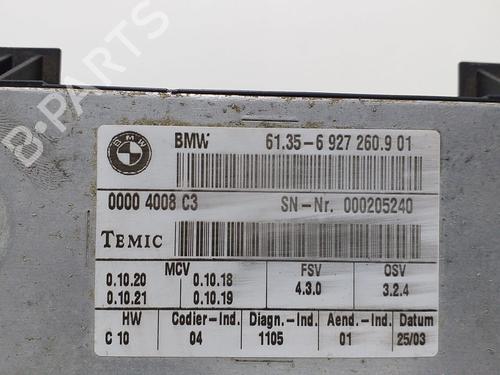 BMW 61.35-6 927 260.9 01
0000 4008 C3 SN-Nr. 000205240
TEMIC
MCV FSV OSV
0.10.20 0.10.18 4.3.0 3.2.4
0.10.21 0.10.19
HW Codier-Ind. Diagn.-Ind. Aend.-Ind. Datum
C 10 04 1105 01 25/03
B-PARTS